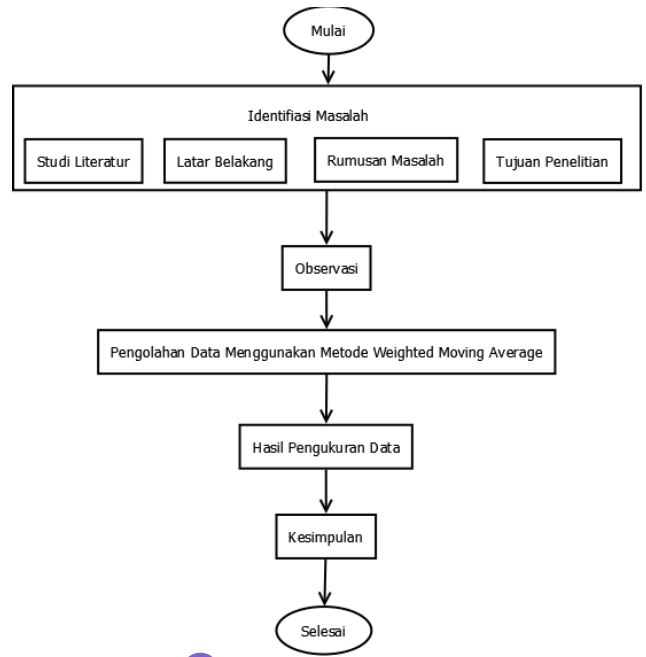 Mulai
Identifiasi Masalah
Studi Literatur
Latar Belakang
Rumusan Masalah
Tujuan Penelitian
Observasi
Pengolahan Data Menggunakan Metode Weighted Moving Average
Hasil Pengukuran Data
Kesimpulan
Selesai